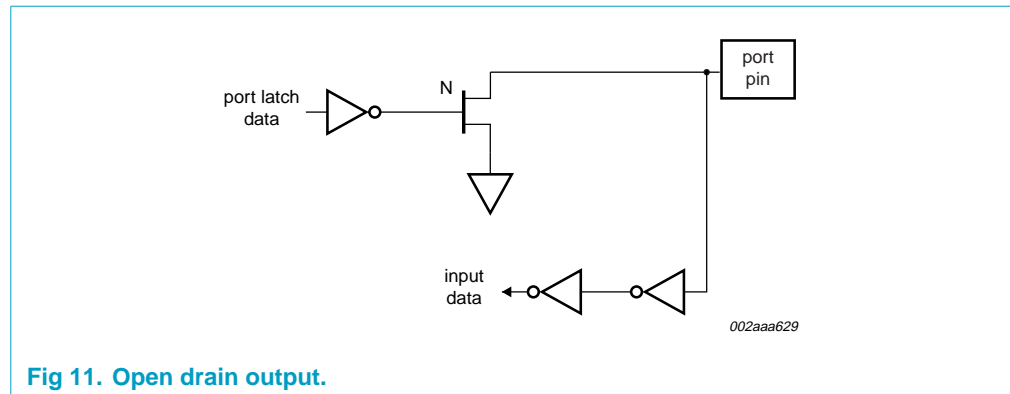 port
pin
N
port latch
data
input
data
002aaa629
Fig 11. Open drain output.